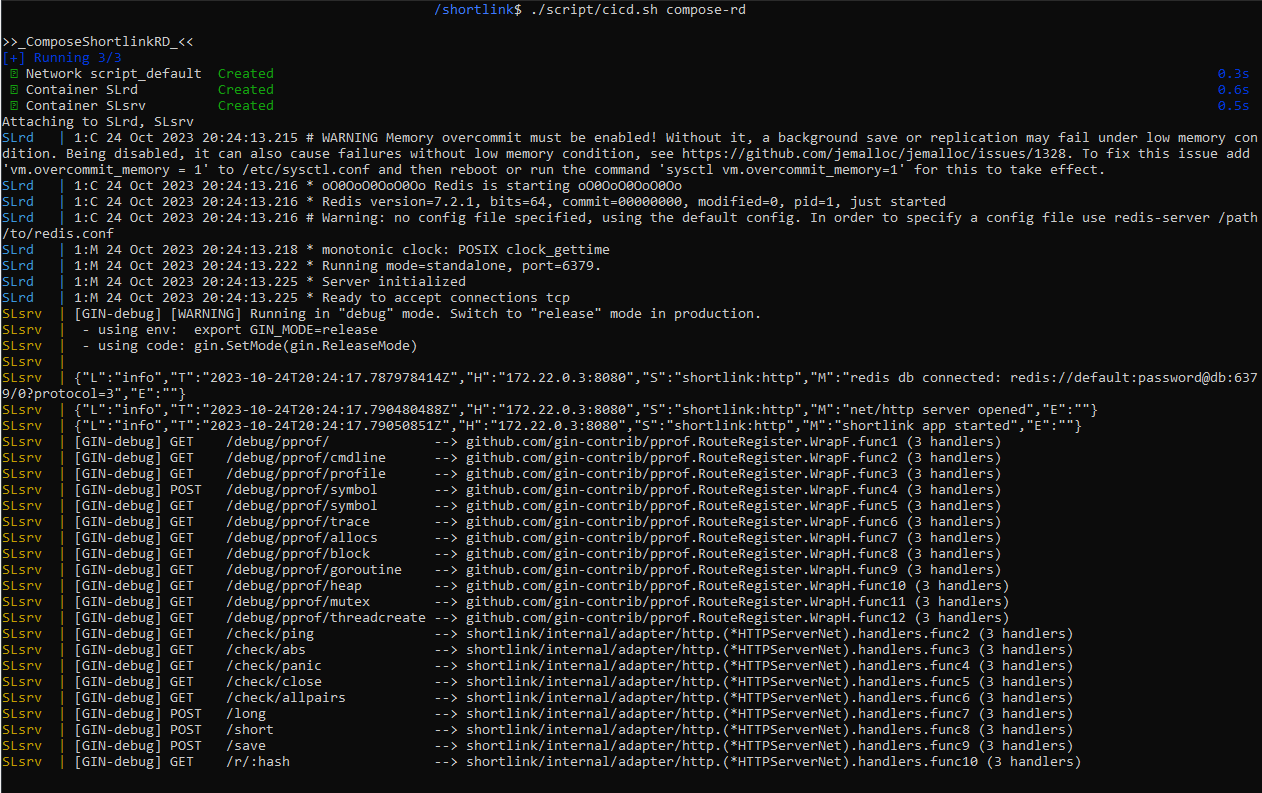 /shortlink$ ./script/cicd.sh compose-rd
>>_ComposeShortlinkRD_<<
[+] Running 3/3
Network script_default  Created 0.3s
Container SLrd          Created 0.6s
Container SLsrv         Created 0.5s
Attaching to SLrd, SLsrv
SLrd   | 1:C 24 Oct 2023 20:24:13.215 # WARNING Memory overcommit must be enabled! Without it, a background save or replication may fail under low memory con
dition. Being disabled, it can also cause failures without low memory condition, see https://github.com/jemalloc/jemalloc/issues/1328. To fix this issue add
'vm.overcommit_memory = 1' to /etc/sysctl.conf and then reboot or run the command 'sysctl vm.overcommit_memory=1' for this to take effect.
SLrd   | 1:C 24 Oct 2023 20:24:13.216 * oO0OoO0OoO0Oo Redis is starting oO0OoO0OoO0Oo
SLrd   | 1:C 24 Oct 2023 20:24:13.216 * Redis version=7.2.1, bits=64, commit=00000000, modified=0, pid=1, just started
SLrd   | 1:C 24 Oct 2023 20:24:13.216 # Warning: no config file specified, using the default config. In order to specify a config file use redis-server /path
/to/redis.conf
SLrd   | 1:M 24 Oct 2023 20:24:13.218 * monotonic clock: POSIX clock_gettime
SLrd   | 1:M 24 Oct 2023 20:24:13.222 * Running mode=standalone, port=6379.
SLrd   | 1:M 24 Oct 2023 20:24:13.225 * Server initialized
SLrd   | 1:M 24 Oct 2023 20:24:13.225 * Ready to accept connections tcp
SLsrv  | [GIN-debug] [WARNING] Running in "debug" mode. Switch to "release" mode in production.
SLsrv  |  - using env:  export GIN_MODE=release
SLsrv  |  - using code: gin.SetMode(gin.ReleaseMode)
SLsrv  |
SLsrv  | {"L":"info","T":"2023-10-24T20:24:17.787978414Z","H":"172.22.0.3:8080","S":"shortlink:http","M":"redis db connected: redis://default:password@db:637
9/0?protocol=3","E":""}
SLsrv  | {"L":"info","T":"2023-10-24T20:24:17.790480488Z","H":"172.22.0.3:8080","S":"shortlink:http","M":"net/http server opened","E":""}
SLsrv  | {"L":"info","T":"2023-10-24T20:24:17.79050851Z","H":"172.22.0.3:8080","S":"shortlink:http","M":"shortlink app started","E":""}
SLsrv  | [GIN-debug] GET    /debug/pprof/             --> github.com/gin-contrib/pprof.RouteRegister.WrapF.func1 (3 handlers)
SLsrv  | [GIN-debug] GET    /debug/pprof/cmdline      --> github.com/gin-contrib/pprof.RouteRegister.WrapF.func2 (3 handlers)
SLsrv  | [GIN-debug] GET    /debug/pprof/profile      --> github.com/gin-contrib/pprof.RouteRegister.WrapF.func3 (3 handlers)
SLsrv  | [GIN-debug] POST   /debug/pprof/symbol       --> github.com/gin-contrib/pprof.RouteRegister.WrapF.func4 (3 handlers)
SLsrv  | [GIN-debug] GET    /debug/pprof/symbol       --> github.com/gin-contrib/pprof.RouteRegister.WrapF.func5 (3 handlers)
SLsrv  | [GIN-debug] GET    /debug/pprof/trace        --> github.com/gin-contrib/pprof.RouteRegister.WrapF.func6 (3 handlers)
SLsrv  | [GIN-debug] GET    /debug/pprof/allocs       --> github.com/gin-contrib/pprof.RouteRegister.WrapH.func7 (3 handlers)
SLsrv  | [GIN-debug] GET    /debug/pprof/block        --> github.com/gin-contrib/pprof.RouteRegister.WrapH.func8 (3 handlers)
SLsrv  | [GIN-debug] GET    /debug/pprof/goroutine    --> github.com/gin-contrib/pprof.RouteRegister.WrapH.func9 (3 handlers)
SLsrv  | [GIN-debug] GET    /debug/pprof/heap         --> github.com/gin-contrib/pprof.RouteRegister.WrapH.func10 (3 handlers)
SLsrv  | [GIN-debug] GET    /debug/pprof/mutex        --> github.com/gin-contrib/pprof.RouteRegister.WrapH.func11 (3 handlers)
SLsrv  | [GIN-debug] GET    /debug/pprof/threadcreate --> github.com/gin-contrib/pprof.RouteRegister.WrapH.func12 (3 handlers)
SLsrv  | [GIN-debug] GET    /check/ping               --> shortlink/internal/adapter/http.(*HTTPServerNet).handlers.func2 (3 handlers)
SLsrv  | [GIN-debug] GET    /check/abs                --> shortlink/internal/adapter/http.(*HTTPServerNet).handlers.func3 (3 handlers)
SLsrv  | [GIN-debug] GET    /check/panic              --> shortlink/internal/adapter/http.(*HTTPServerNet).handlers.func4 (3 handlers)
SLsrv  | [GIN-debug] GET    /check/close              --> shortlink/internal/adapter/http.(*HTTPServerNet).handlers.func5 (3 handlers)
SLsrv  | [GIN-debug] GET    /check/allpairs           --> shortlink/internal/adapter/http.(*HTTPServerNet).handlers.func6 (3 handlers)
SLsrv  | [GIN-debug] POST   /long                     --> shortlink/internal/adapter/http.(*HTTPServerNet).handlers.func7 (3 handlers)
SLsrv  | [GIN-debug] POST   /short                    --> shortlink/internal/adapter/http.(*HTTPServerNet).handlers.func8 (3 handlers)
SLsrv  | [GIN-debug] POST   /save                     --> shortlink/internal/adapter/http.(*HTTPServerNet).handlers.func9 (3 handlers)
SLsrv  | [GIN-debug] GET    /r/:hash                  --> shortlink/internal/adapter/http.(*HTTPServerNet).handlers.func10 (3 handlers)